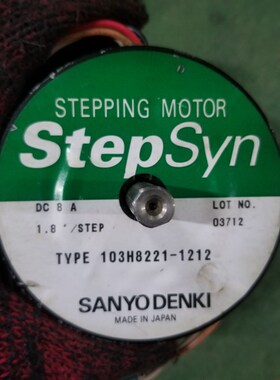 STEPPING MOTOR
StepSyn
DC 8 A LOT NO.
1.8 °/STEP 03712
TYPE 103H8221-1212
SANYO DENKI
MADE IN JAPAN